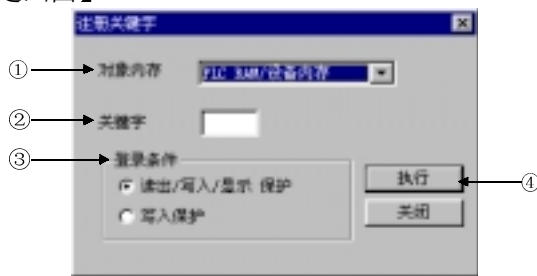 注册关键字
① 对象内存 PLC RAM/设备内存
② 关键字
③ 登录条件
读出/写入/显示 保护
写入保护
执行 ④
关闭